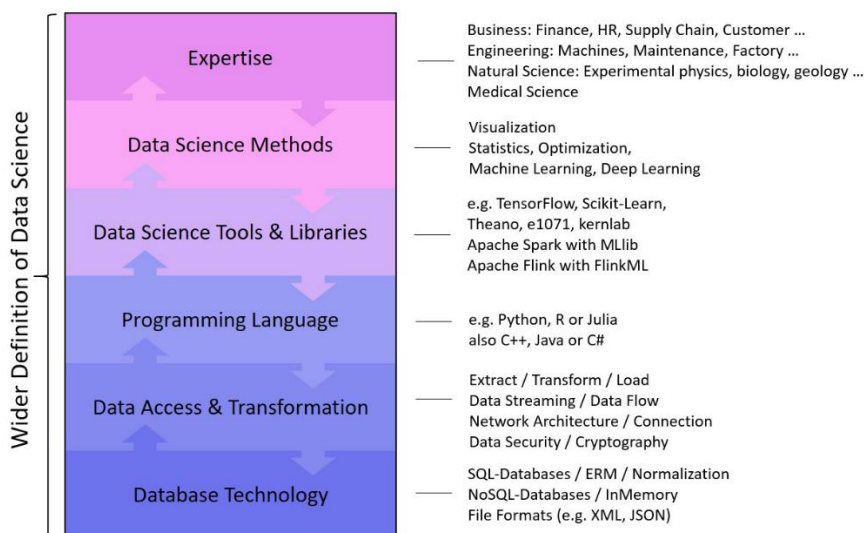 Wider Definition of Data Science
Expertise
Business: Finance, HR, Supply Chain, Customer ...
Engineering: Machines, Maintenance, Factory ...
Natural Science: Experimental physics, biology, geology ...
Medical Science
Data Science Methods
Visualization
Statistics, Optimization,
Machine Learning, Deep Learning
Data Science Tools & Libraries
e.g. TensorFlow, Scikit-Learn,
Theano, e1071, kernlab
Apache Spark with MLlib
Apache Flink with FlinkML
Programming Language
e.g. Python, R or Julia
also C++, Java or C#
Data Access & Transformation
Extract / Transform / Load
Data Streaming / Data Flow
Network Architecture / Connection
Data Security / Cryptography
Database Technology
SQL-Databases / ERM / Normalization
NoSQL-Databases / InMemory
File Formats (e.g. XML, JSON)